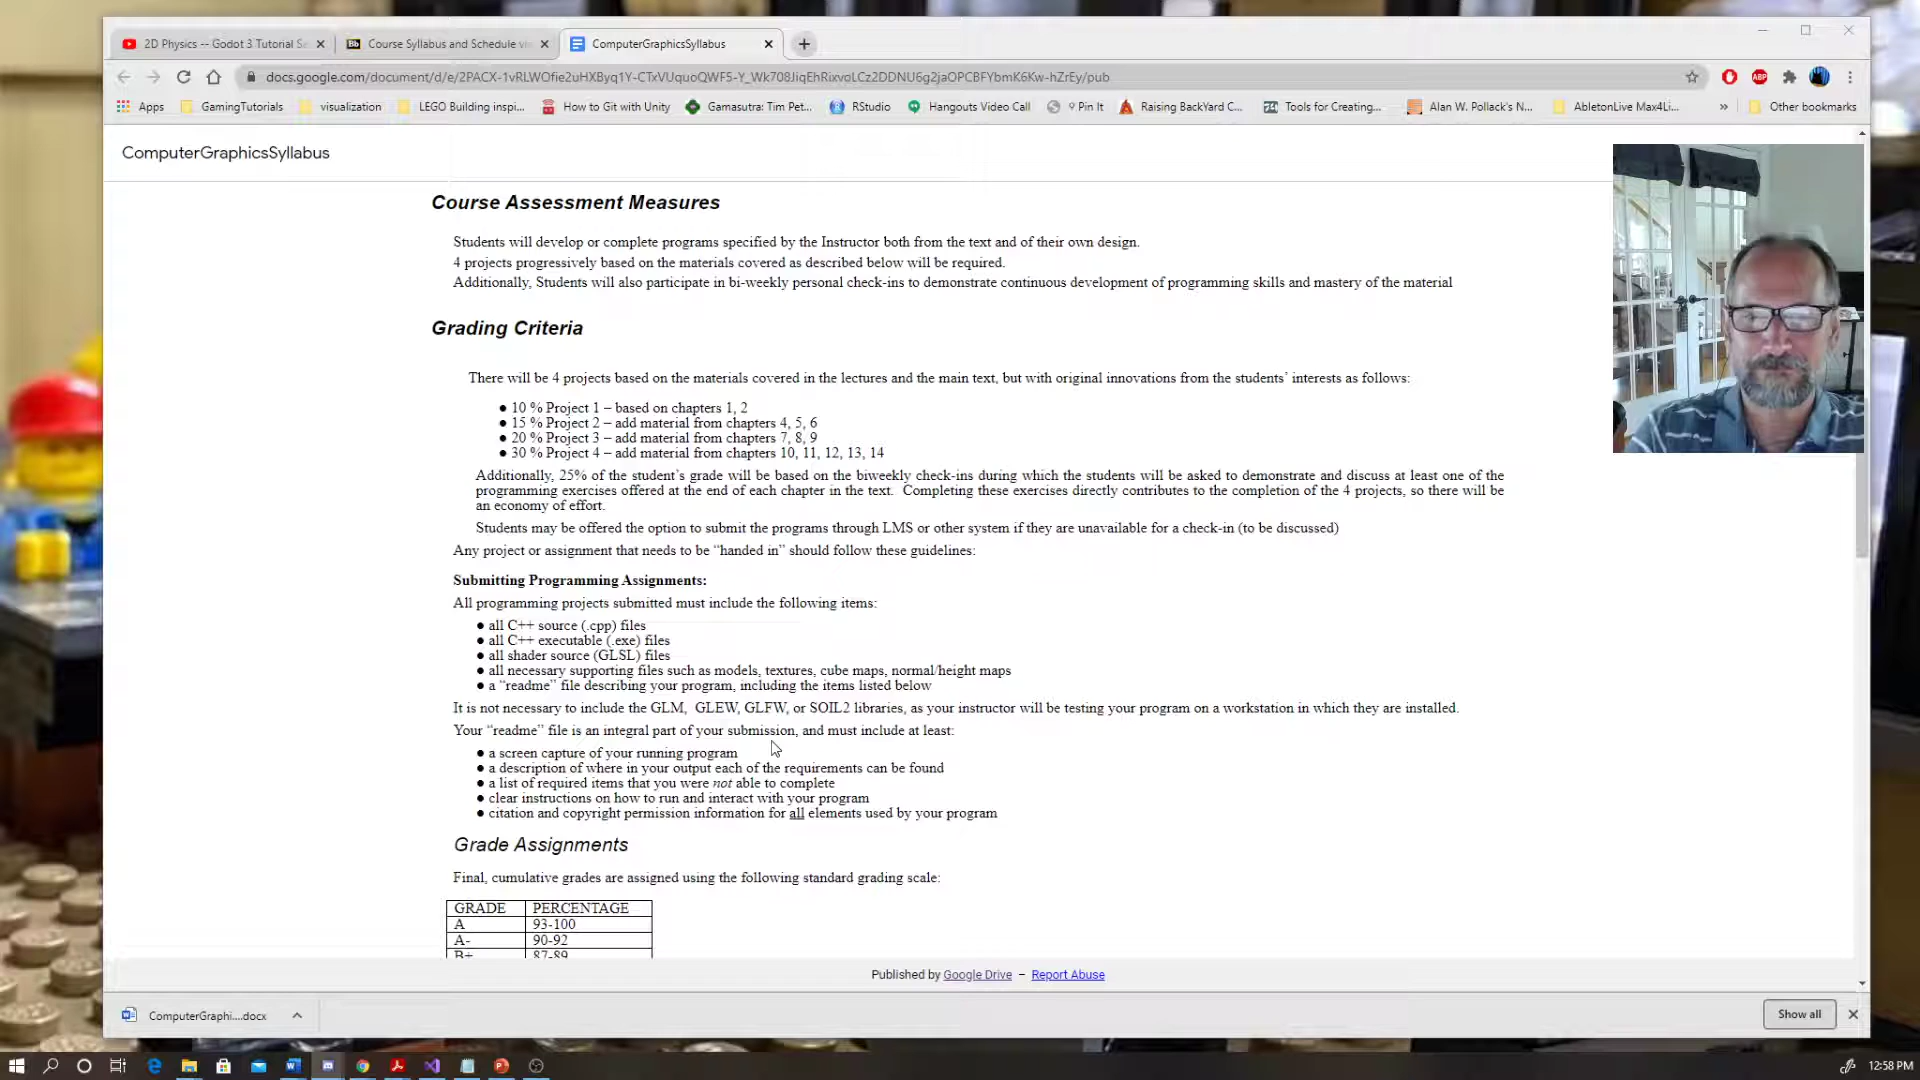 2D Physics -- Godot 3 Tutorial Se
Course Syllabus and Schedule vi
ComputerGraphicsSyllabus
docs.google.com/document/d/e/2PACX-1vRLWOfie2uHXByq1Y-CTxVUquoQWF5-Y_Wk708JiqEhRixvoLCz2DDNU6g2jaOPCBFYbmK6Kw-hZrEy/pub
ABP
Apps GamingTutorials visualization LEGO Building inspi... How to Git with Unity Gamasutra: Tim Pet... RStudio Hangouts Video Call Pin It Raising BackYard C... Tools for Creating... Alan W. Pollack's N... AbletonLive Max4Li... » Other bookmarks
ComputerGraphicsSyllabus
Course Assessment Measures
Students will develop or complete programs specified by the Instructor both from the text and of their own design.
4 projects progressively based on the materials covered as described below will be required.
Additionally, Students will also participate in bi-weekly personal check-ins to demonstrate continuous development of programming skills and mastery of the material
Grading Criteria
There will be 4 projects based on the materials covered in the lectures and the main text, but with original innovations from the students’ interests as follows:
● 10 % Project 1 – based on chapters 1, 2
● 15 % Project 2 – add material from chapters 4, 5, 6
● 20 % Project 3 – add material from chapters 7, 8, 9
● 30 % Project 4 – add material from chapters 10, 11, 12, 13, 14
Additionally, 25% of the student’s grade will be based on the biweekly check-ins during which the students will be asked to demonstrate and discuss at least one of the
programming exercises offered at the end of each chapter in the text. Completing these exercises directly contributes to the completion of the 4 projects, so there will be
an economy of effort.
Students may be offered the option to submit the programs through LMS or other system if they are unavailable for a check-in (to be discussed)
Any project or assignment that needs to be “handed in” should follow these guidelines:
Submitting Programming Assignments:
All programming projects submitted must include the following items:
● all C++ source (.cpp) files
● all C++ executable (.exe) files
● all shader source (GLSL) files
● all necessary supporting files such as models, textures, cube maps, normal/height maps
● a “readme” file describing your program, including the items listed below
It is not necessary to include the GLM, GLEW, GLFW, or SOIL2 libraries, as your instructor will be testing your program on a workstation in which they are installed.
Your “readme” file is an integral part of your submission, and must include at least:
● a screen capture of your running program
● a description of where in your output each of the requirements can be found
● a list of required items that you were not able to complete
● clear instructions on how to run and interact with your program
● citation and copyright permission information for all elements used by your program
Grade Assignments
Final, cumulative grades are assigned using the following standard grading scale:
GRADE PERCENTAGE
A 93-100
A- 90-92
B+ 87-89
Published by Google Drive – Report Abuse
ComputerGraphi....docx
Show all
12:58 PM